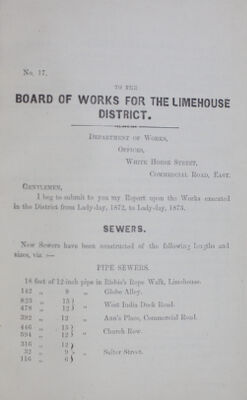 No. 17.
TO THE
BOARD OF WORKS FOR THE LIMEHOUSE
DISTRICT.
DEPARTMENT OF WORKS,
OFFICES,
WHITE HORSE STREET,
COMMERCIAL ROAD, EAST.
GENTLEMEN,
I beg to submit to you my Report upon the Works executed
in the District from Lady-day, 1872, to Lady-day, 1873.
SEWERS.
New Sewers have been constructed of the following lengths and
sizes, viz :—
PIPE SEWERS.
18 feet of 12-inch pipe in Rope Walk, Limehouse.
142 „ 9 „ Globe Alley.
823 „ 15 }
478 „ 12 } „ West India Dock Road.
392 „ 12 „ Ann's Place, Commercial Road.
446 „ 15 }
594 „ 12 } „ Church Row.
316 „ 12 }
32 „ 9 } „ Salter Street.
116 „ 6 }